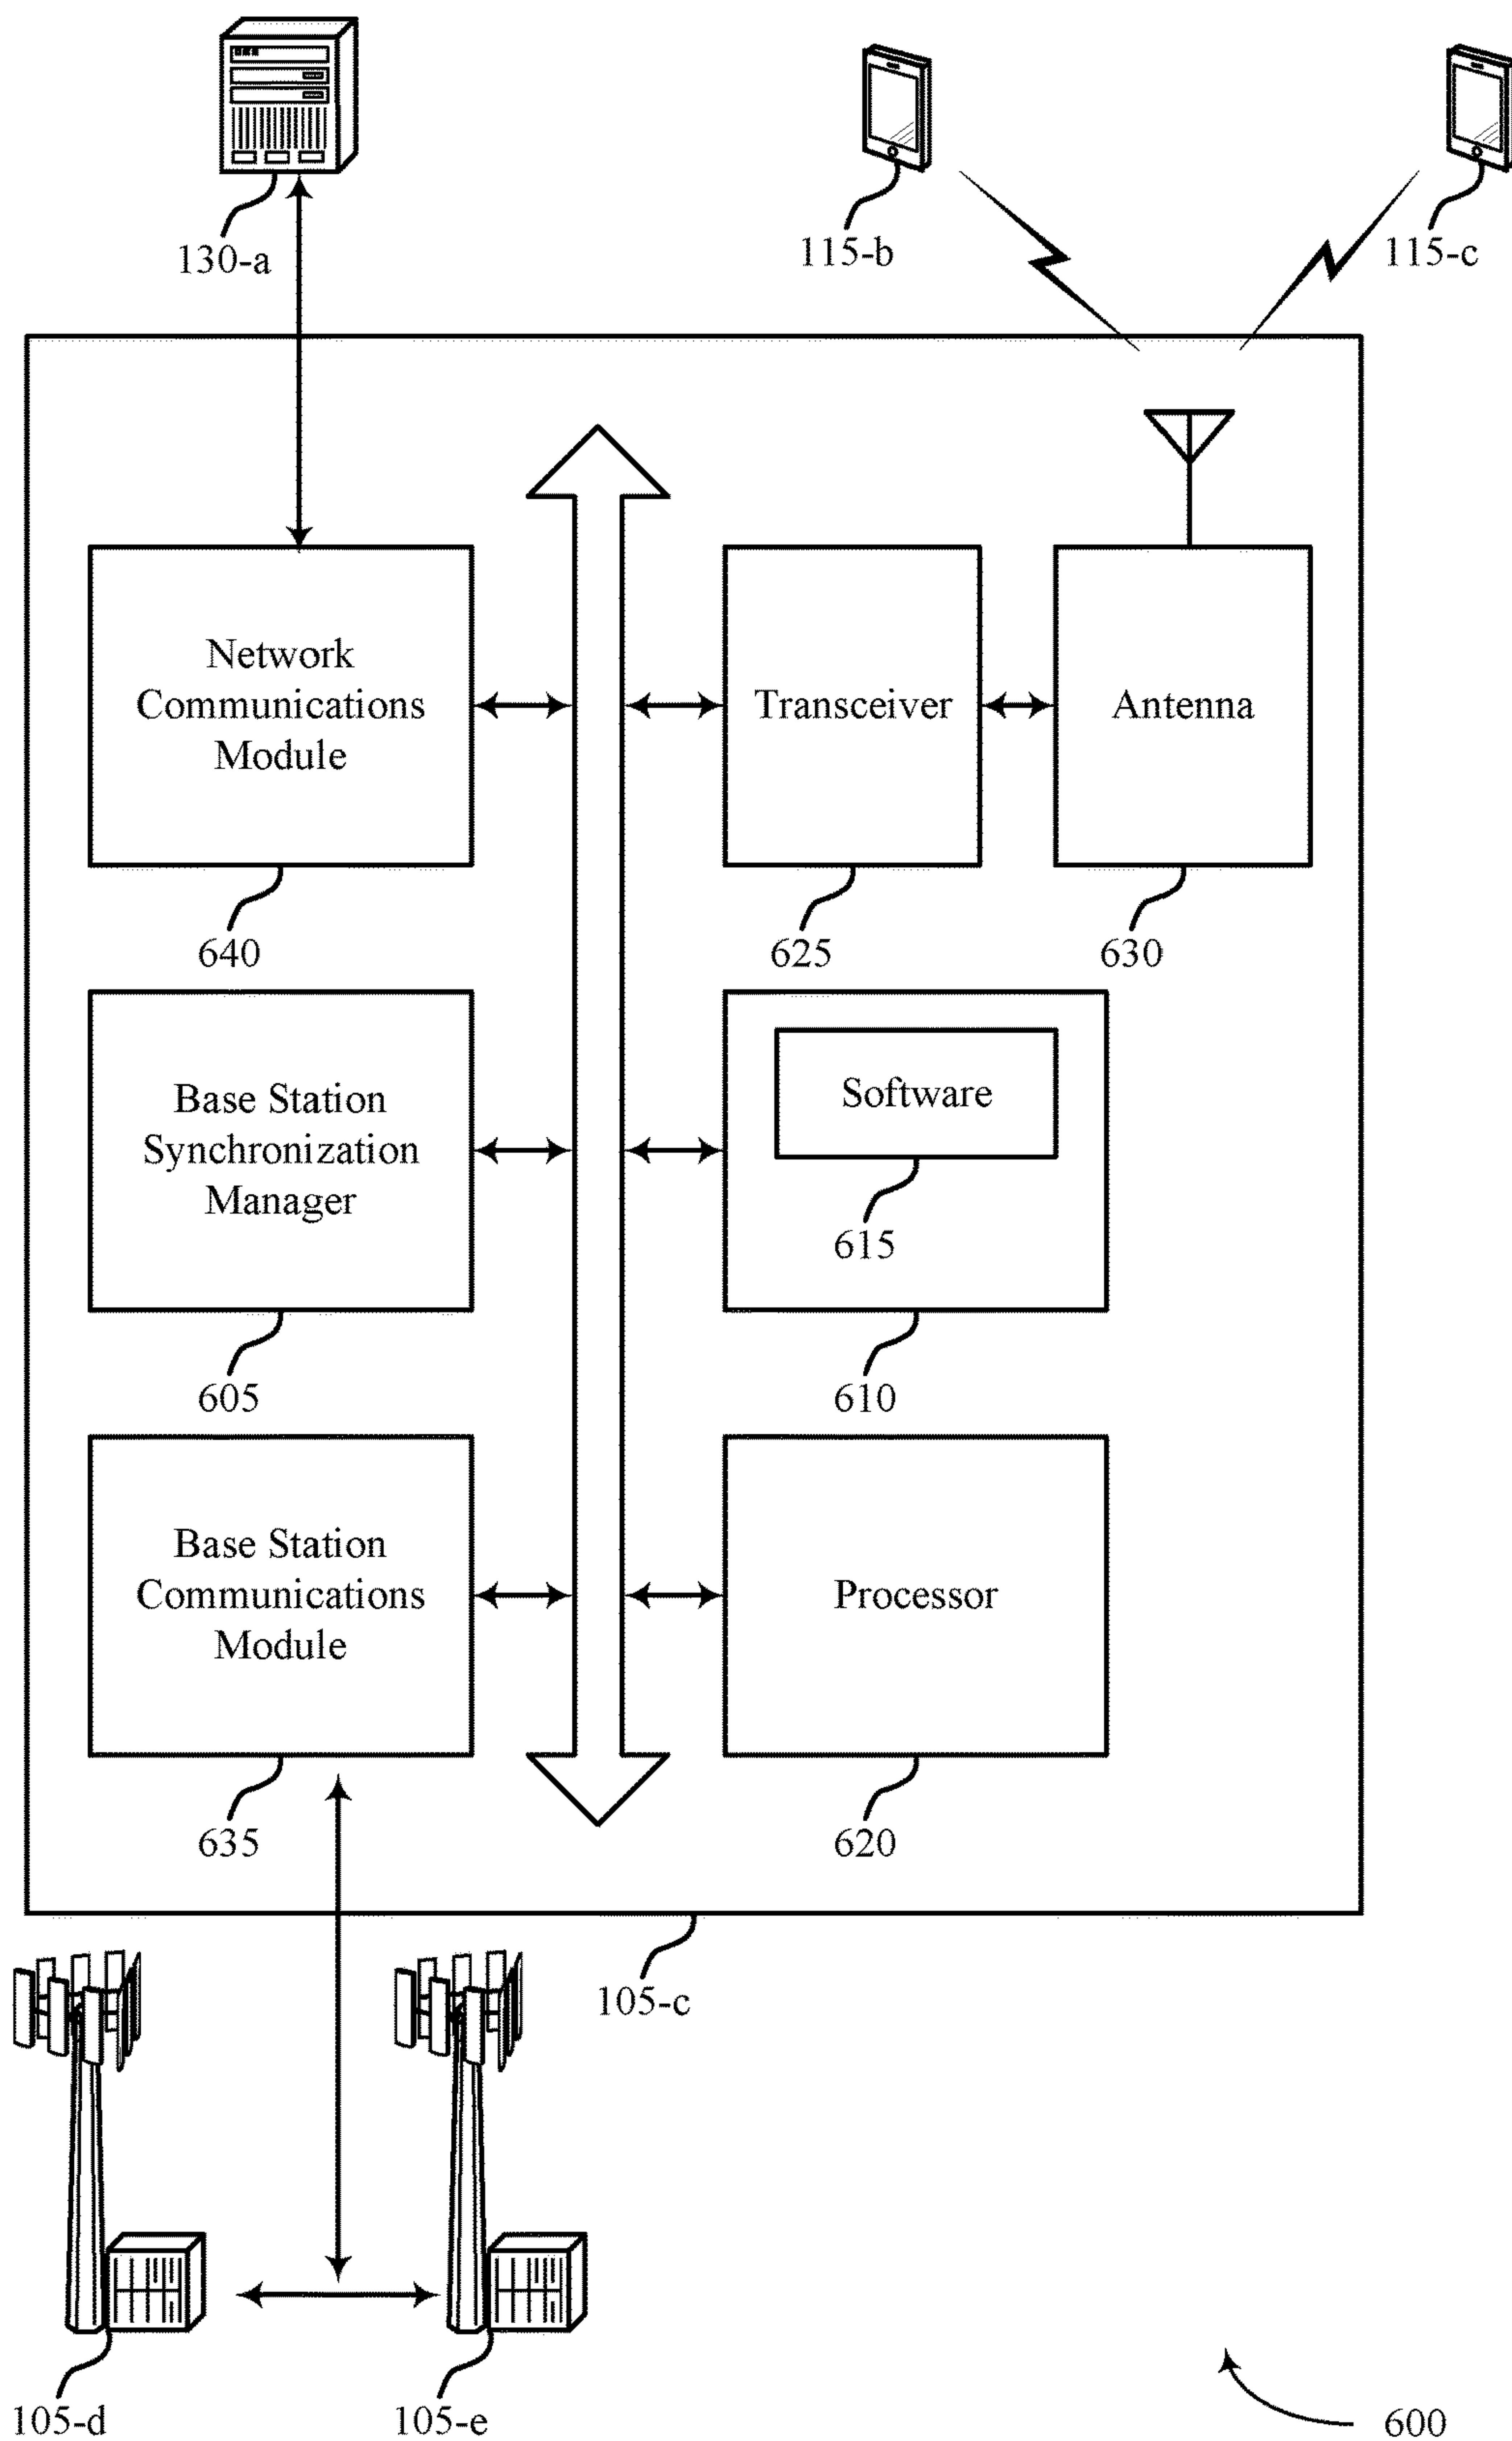 130-a
115-b
115-c
Network
Communications
Module
Transceiver
Antenna
640
625
630
Base Station
Synchronization
Manager
Software
615
605
610
Base Station
Communications
Module
Processor
635
620
105-c
105-d
105-e
600